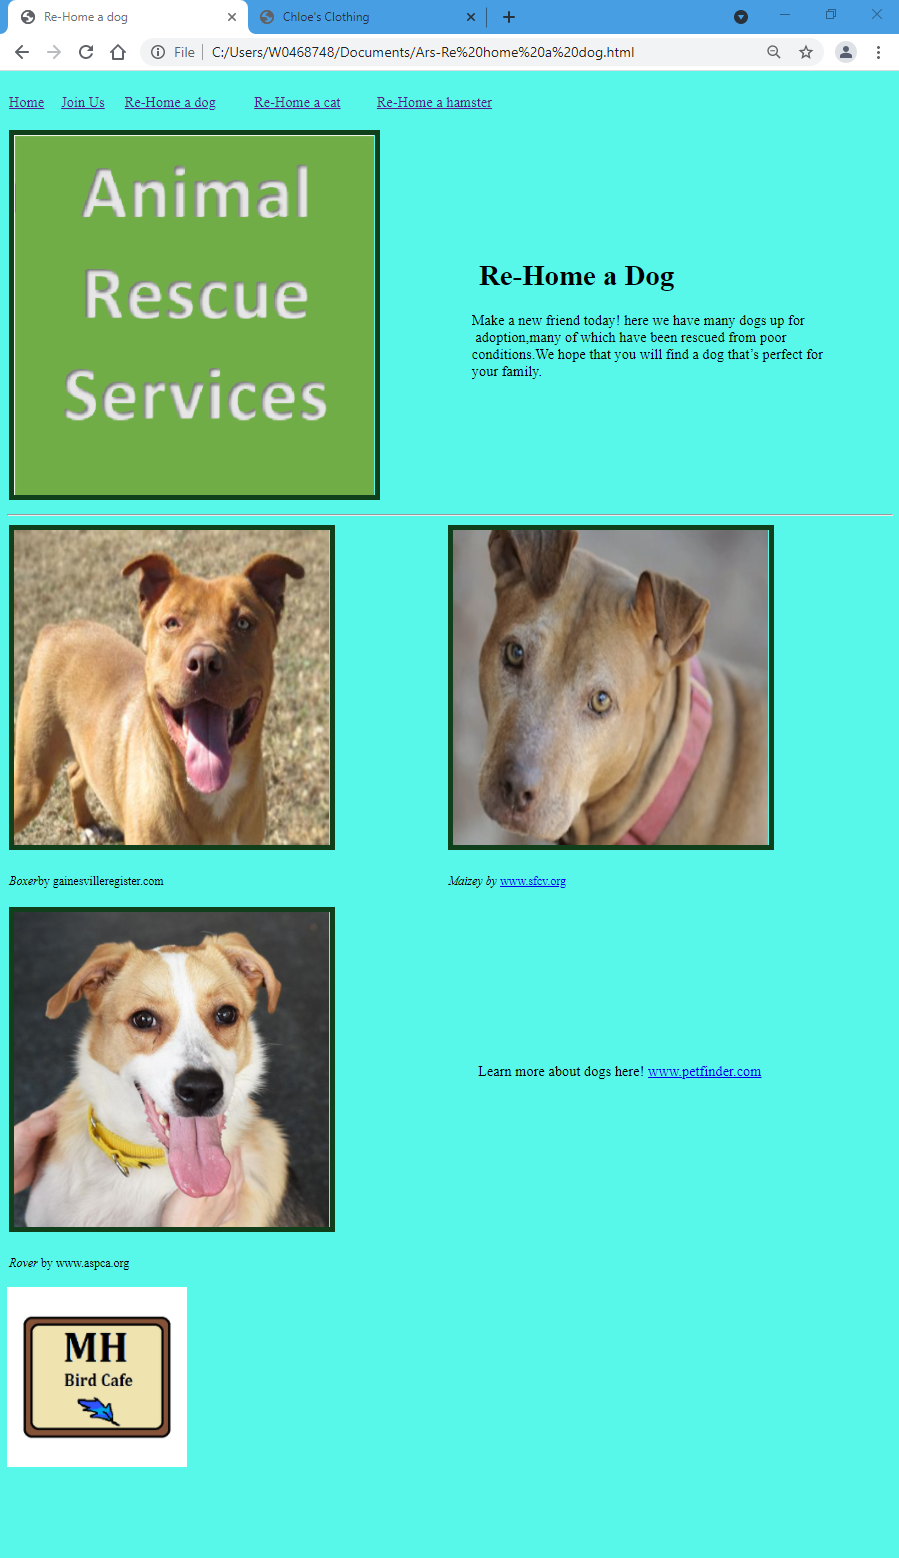 Re-Home a dog
Chloe's Clothing
File
C:/Users/W0468748/Documents/Ars-Re%20home%20a%20dog.html
Home Join Us Re-Home a dog Re-Home a cat Re-Home a hamster
Animal
Rescue
Services
Re-Home a Dog
Make a new friend today! here we have many dogs up for
adoption,many of which have been rescued from poor
conditions.We hope that you will find a dog that’s perfect for
your family.
Boxerby gainesvilleregister.com
Maizey by www.sfcv.org
Learn more about dogs here! www.petfinder.com
Rover by www.aspca.org
MH
Bird Cafe